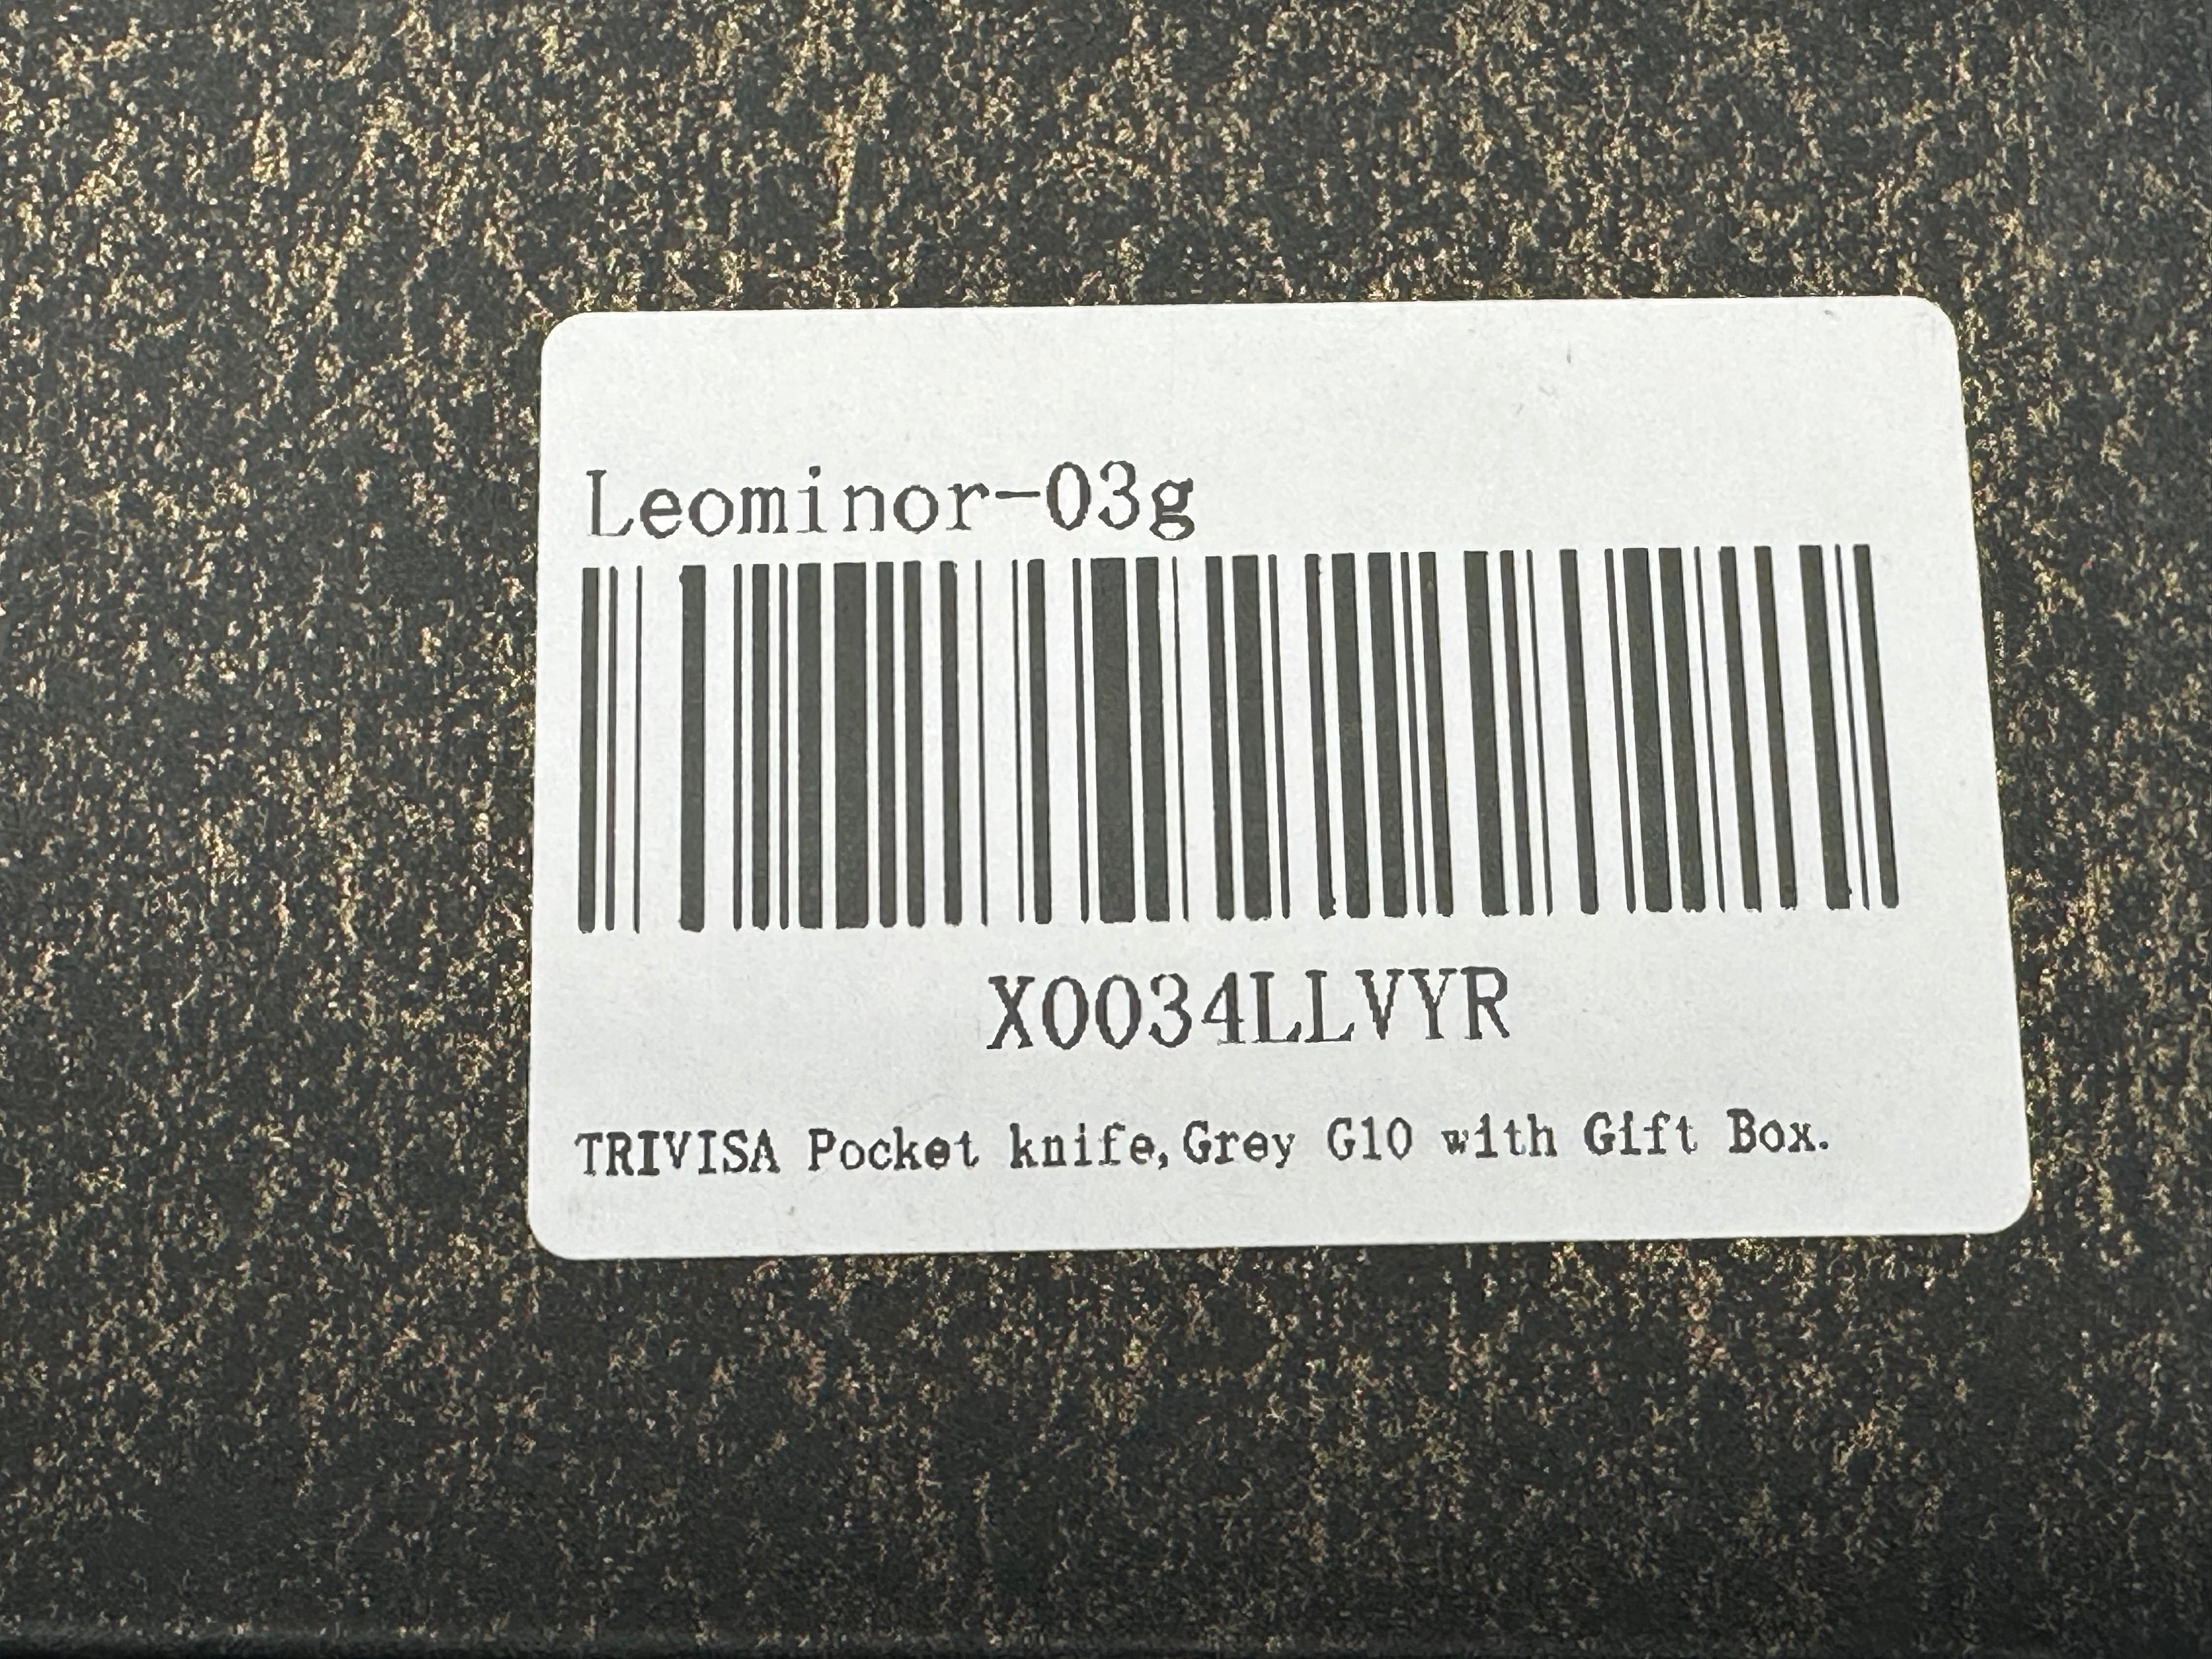 Leominor-03g
X0034LLVYR
TRIVISA Pocket knife,Grey G10 with Gift Box.